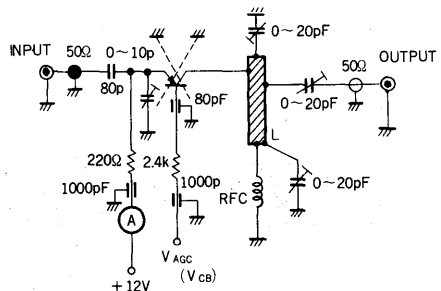 0～20pF
INPUT
50Ω
0～10p
80p
80pF
50Ω
OUTPUT
0～20pF
L
220Ω
2.4k
1000pF
1000p
RFC
0～20pF
A
VAGC
(VCB)
+12V